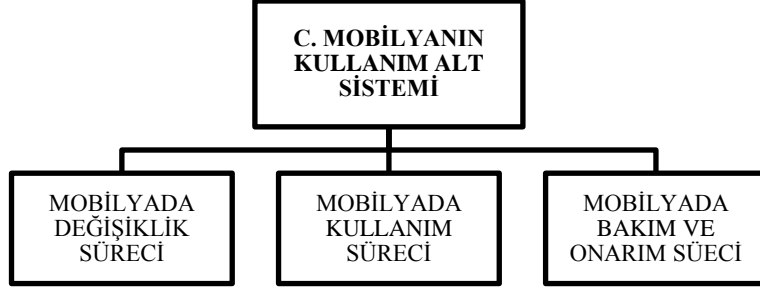 C. MOBİLYANIN
KULLANIM ALT
SİSTEMİ
MOBİLYADA
DEĞİŞİKLİK
SÜRECİ
MOBİLYADA
KULLANIM
SÜRECİ
MOBİLYADA
BAKIM VE
ONARIM SÜECİ